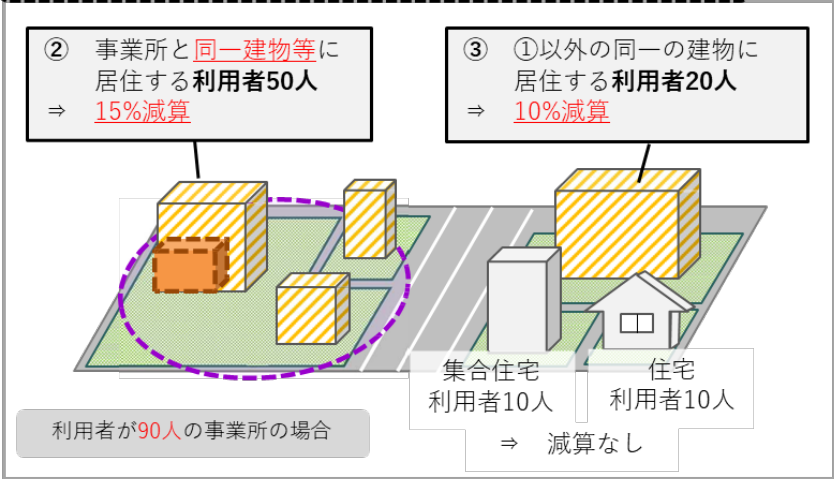 ② 事業所と同一建物等に
居住する利用者50人
⇒ 15%減算
③ ①以外の同一の建物に
居住する利用者20人
⇒ 10%減算
集合住宅
利用者10人
住宅
利用者10人
⇒ 減算なし
利用者が90人の事業所の場合